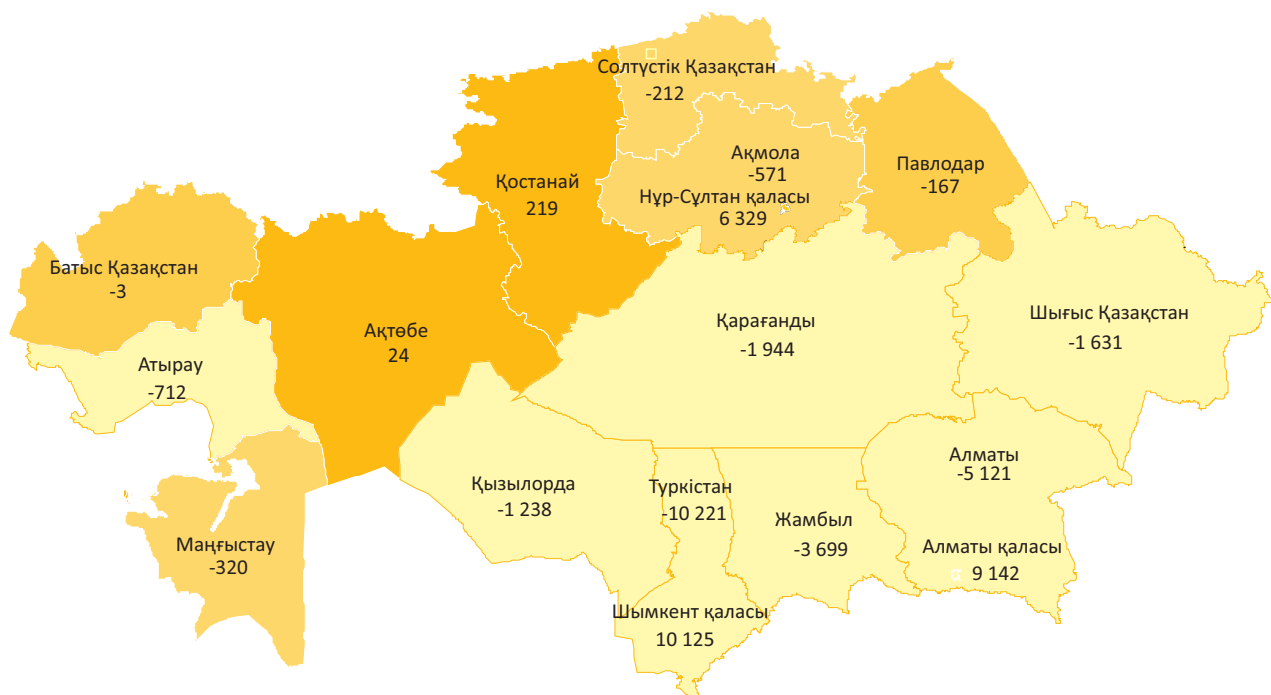 Солтүстік Қазақстан
-212
Ақмола
-571
Нұр-Сұлтан қаласы
6 329
Павлодар
-167
Қостанай
219
Батыс Қазақстан
-3
Ақтөбе
24
Қарағанды
-1 944
Шығыс Қазақстан
-1 631
Атырау
-712
Алматы
-5 121
Қызылорда
-1 238
Туркістан
-10 221
Жамбыл
-3 699
Маңғыстау
-320
Алматы қаласы
9 142
Шымкент қаласы
10 125